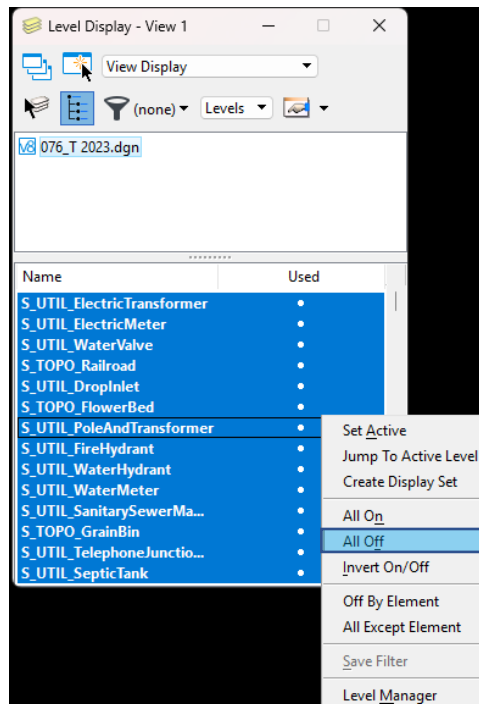 Level Display - View 1
View Display
(none)
Levels
V8 076_T 2023.dgn
Name Used
S_UTIL_ElectricTransformer
S_UTIL_ElectricMeter
S_UTIL_WaterValve
S_TOPO_Railroad
S_UTIL_DropInlet
S_TOPO_FlowerBed
S_UTIL_PoleAndTransformer
S_UTIL_FireHydrant
S_UTIL_WaterHydrant
S_UTIL_WaterMeter
S_UTIL_SanitarySewerMa...
S_TOPO_GrainBin
S_UTIL_TelephoneJunctio...
S_UTIL_SepticTank
Set Active
Jump To Active Level
Create Display Set
All On
All Off
Invert On/Off
Off By Element
All Except Element
Save Filter
Level Manager